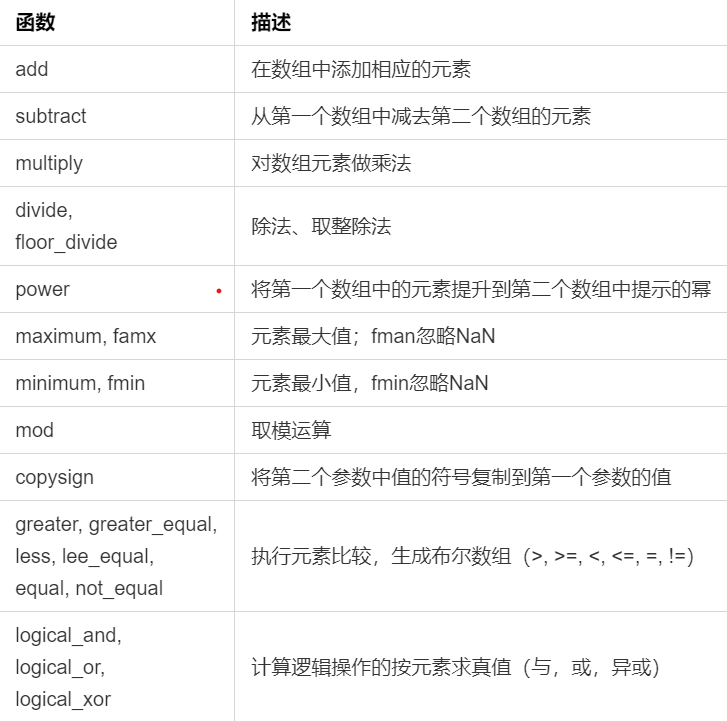 函数 描述
add 在数组中添加相应的元素
subtract 从第一个数组中减去第二个数组的元素
multiply 对数组元素做乘法
divide,
floor_divide 除法、取整除法
power 将第一个数组中的元素提升到第二个数组中提示的幂
maximum, famx 元素最大值；fman忽略NaN
minimum, fmin 元素最小值，fmin忽略NaN
mod 取模运算
copysign 将第二个参数中值的符号复制到第一个参数的值
greater, greater_equal,
less, lee_equal, 执行元素比较，生成布尔数组（>, >=, <, <=, =, !=）
equal, not_equal
logical_and,
logical_or, 计算逻辑操作的按元素求真值（与，或，异或）
logical_xor